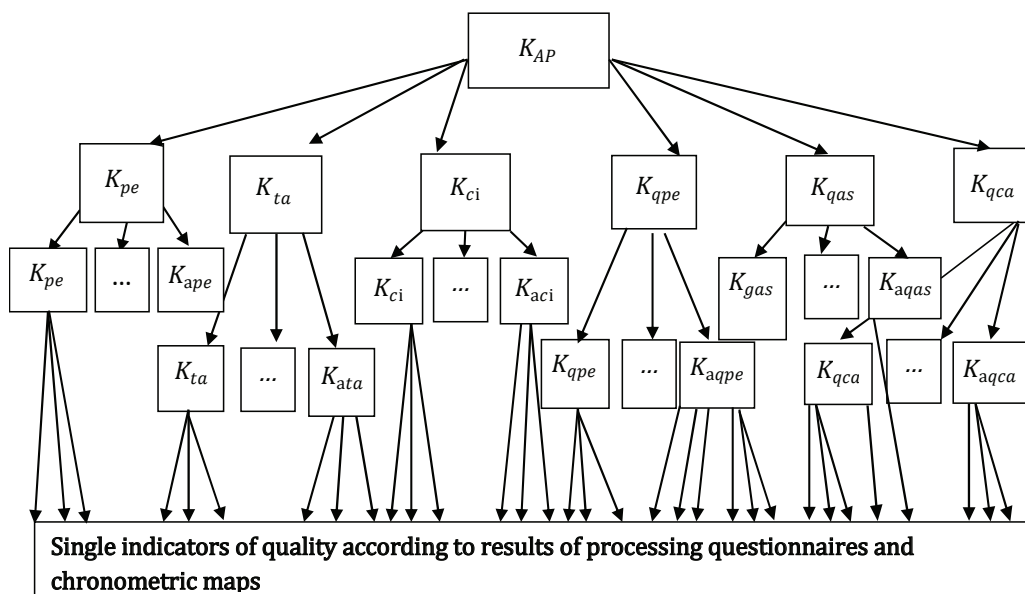 K_AP
K_pe
K_ta
K_ci
K_qpe
K_qas
K_qca
K_pe
...
K_ape
K_ci
...
K_aci
K_gas
...
K_aqas
K_ta
...
K_ata
K_qpe
...
K_aqpe
K_qca
...
K_aqca
Single indicators of quality according to results of processing questionnaires and
chronometric maps